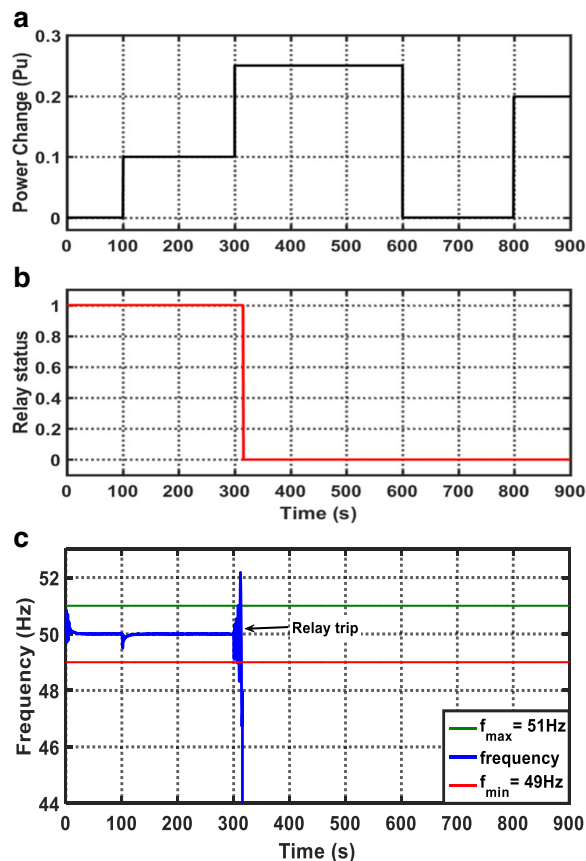 a
Power Change (Pu)
0.3
0.2
0.1
0
0 100 200 300 400 500 600 700 800 900
b
Relay status
1
0.8
0.6
0.4
0.2
0
0 100 200 300 400 500 600 700 800 900
Time (s)
c
Frequency (Hz)
52
50
48
46
44
Relay trip
f_max = 51Hz
frequency
f_min = 49Hz
0 100 200 300 400 500 600 700 800 900
Time (s)